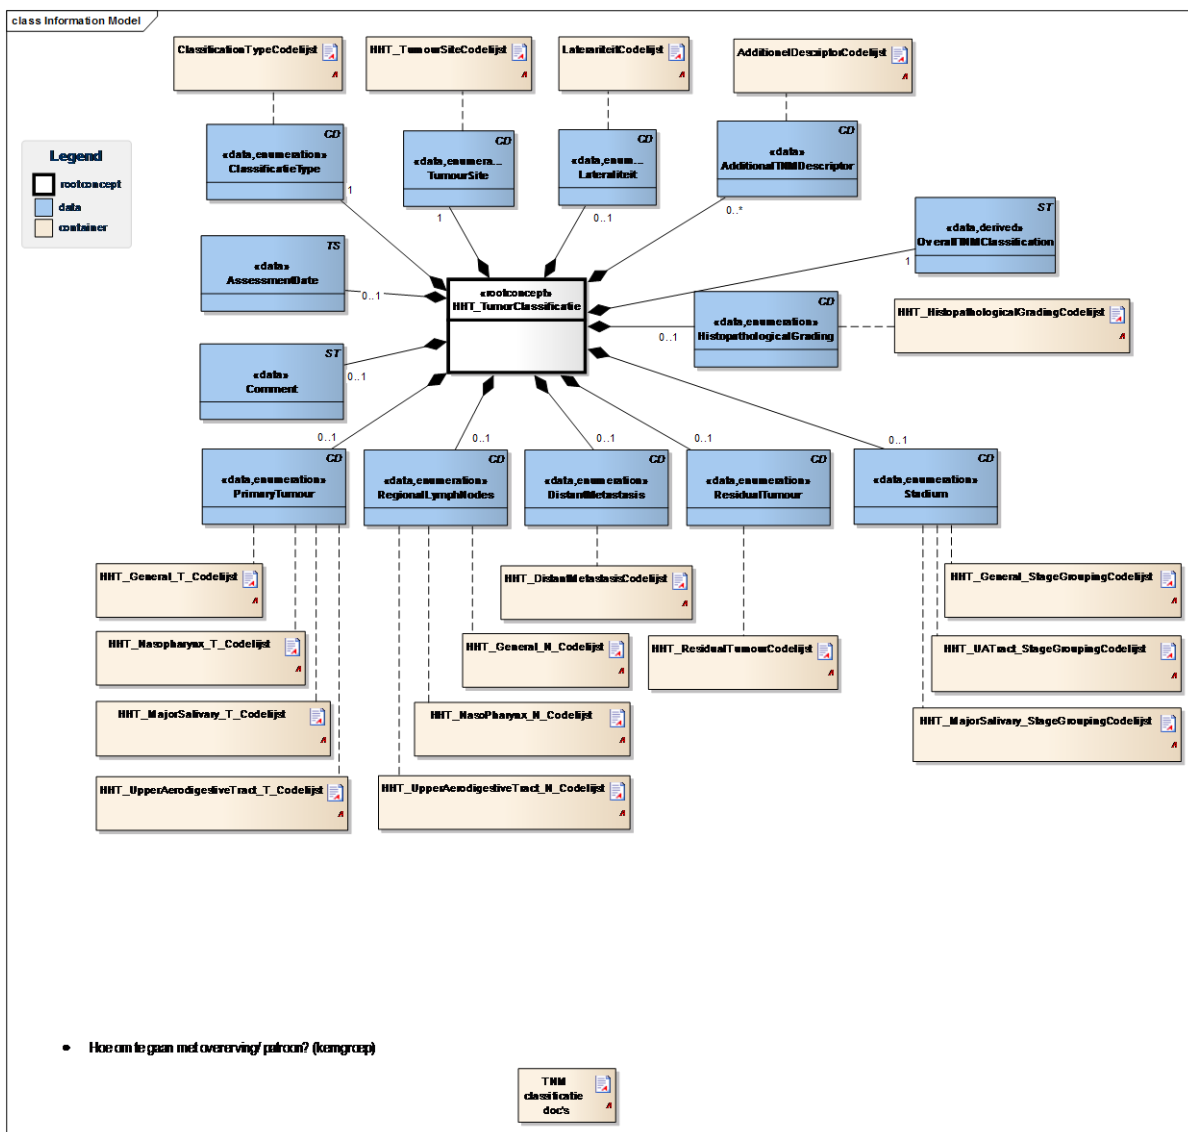 class Information Model
ClassificationTypeCodelijst
HHT_TumourSiteCodelijst
LateraliteitCodelijst
AdditionelDescriptorCodelijst
Legend
rootconcept
data
container
CD
«data,enumeration»
ClassificatieType
1
CD
«data,enumera...
TumourSite
1
CD
«data,enum...
Lateraliteit
0..1
CD
«data»
AdditionalTNMDescriptor
0..*
ST
«data,derived»
OverallTNMClassification
1
TS
«data»
AssessmentDate
0..1
«rootconcept»
HHT_TumorClassificatie
CD
«data,enumeration»
HistopathologicalGrading
0..1
HHT_HistopathologicalGradingCodelijst
ST
«data»
Comment
0..1
0..1
0..1
0..1
0..1
0..1
CD
«data,enumeration»
PrimaryTumour
CD
«data,enumeration»
RegionalLymphNodes
CD
«data,enumeration»
DistantMetastasis
CD
«data,enumeration»
ResidualTumour
CD
«data,enumeration»
Stadium
HHT_General_T_Codelijst
HHT_DistantMetastasisCodelijst
HHT_General_StageGroupingCodelijst
HHT_Nasopharynx_T_Codelijst
HHT_General_N_Codelijst
HHT_ResidualTumourCodelijst
HHT_UATract_StageGroupingCodelijst
HHT_MajorSalivary_T_Codelijst
HHT_NasoPharynx_N_Codelijst
HHT_MajorSalivary_StageGroupingCodelijst
HHT_UpperAerodigestiveTract_T_Codelijst
HHT_UpperAerodigestiveTract_N_Codelijst
• Hoe om te gaan met overerving/ patroon? (kerngroep)
TNM
classificatie
doc's